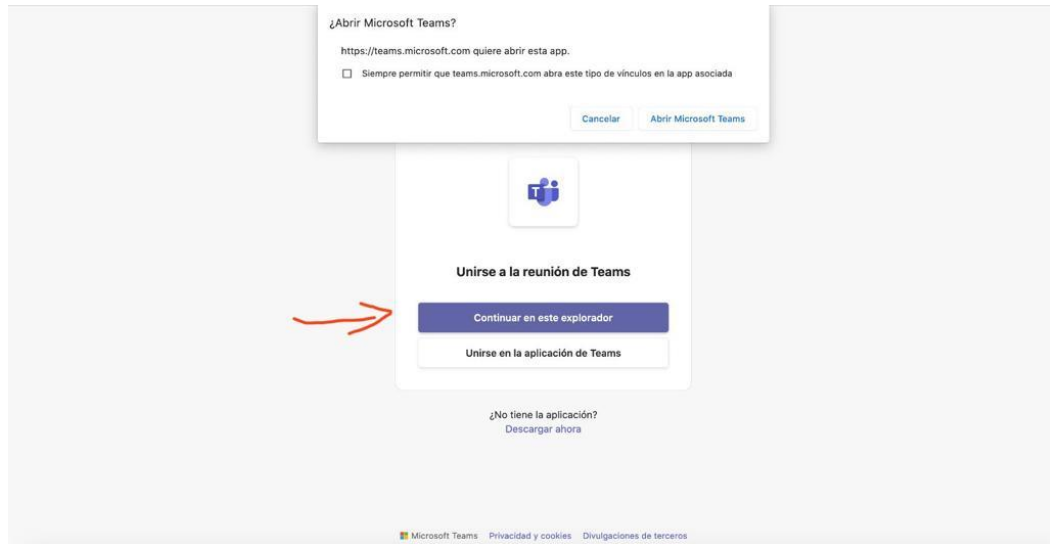 ¿Abrir Microsoft Teams?
https://teams.microsoft.com quiere abrir esta app.
Siempre permitir que teams.microsoft.com abra este tipo de vínculos en la app asociada
Cancelar Abrir Microsoft Teams
T
Unirse a la reunión de Teams
Continuar en este explorador
Unirse en la aplicación de Teams
¿No tiene la aplicación?
Descargar ahora
Microsoft Teams Privacidad y cookies Divulgaciones de terceros